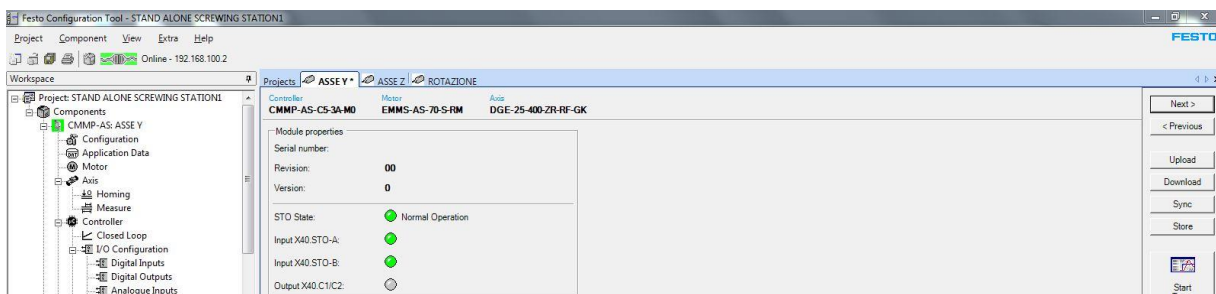 Festo Configuration Tool - STAND ALONE SCREWING STATION1
Project Component View Extra Help
FESTO
Online - 192.168.100.2
Workspace
Projects ASSE Y * ASSE Z ROTAZIONE
Project: STAND ALONE SCREWING STATION1
Components
CMMP-AS: ASSE Y
Configuration
Application Data
Motor
Axis
Homing
Measure
Controller
Closed Loop
I/O Configuration
Digital Inputs
Digital Outputs
Analogue Inputs
Controller Motor Axis
CMMP-AS-C5-3A-M0 EMMS-AS-70-S-RM DGE-25-400-ZR-RF-GK
Module properties
Serial number:
Revision: 00
Version: 0
STO State: Normal Operation
Input X40.STO-A:
Input X40.STO-B:
Output X40.C1/C2:
Next >
< Previous
Upload
Download
Sync
Store
Start